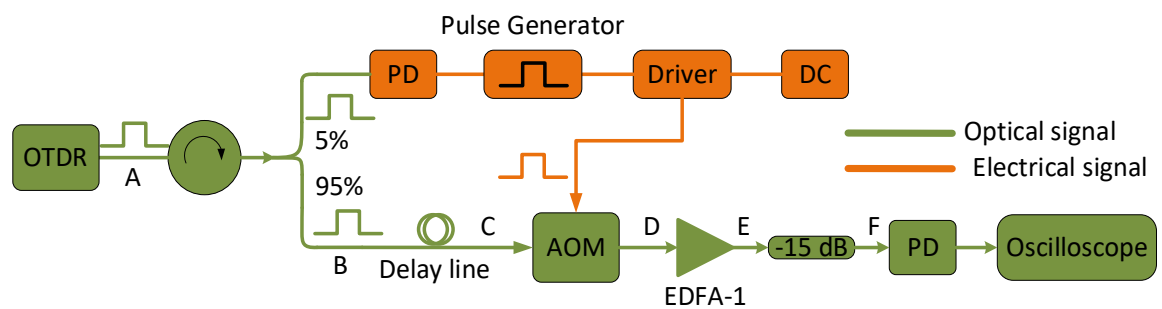 Pulse Generator
PD
Driver
DC
OTDR
A
5%
95%
Optical signal
Electrical signal
B
Delay line
C
AOM
D
EDFA-1
E
-15 dB
F
PD
Oscilloscope